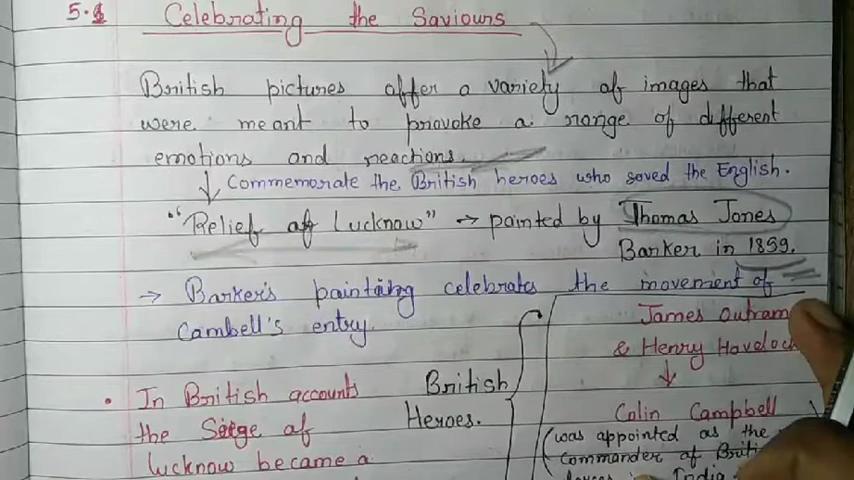 5.1 Celebrating the Saviours
British pictures offer a variety of images that
were meant to provoke a range of different
emotions and reactions.
↓ Commemorate the British heroes who saved the English.
"Relief of Lucknow" → painted by Thomas Jones
Barker in 1859.
→ Barker's painting celebrates the movement of
Cambell's entry.
James Outram
& Henry Havelock
↓
Colin Campbell
(was appointed as the
commander of
India
• In British accounts
the Seige of
lucknow became a
British
Heroes.